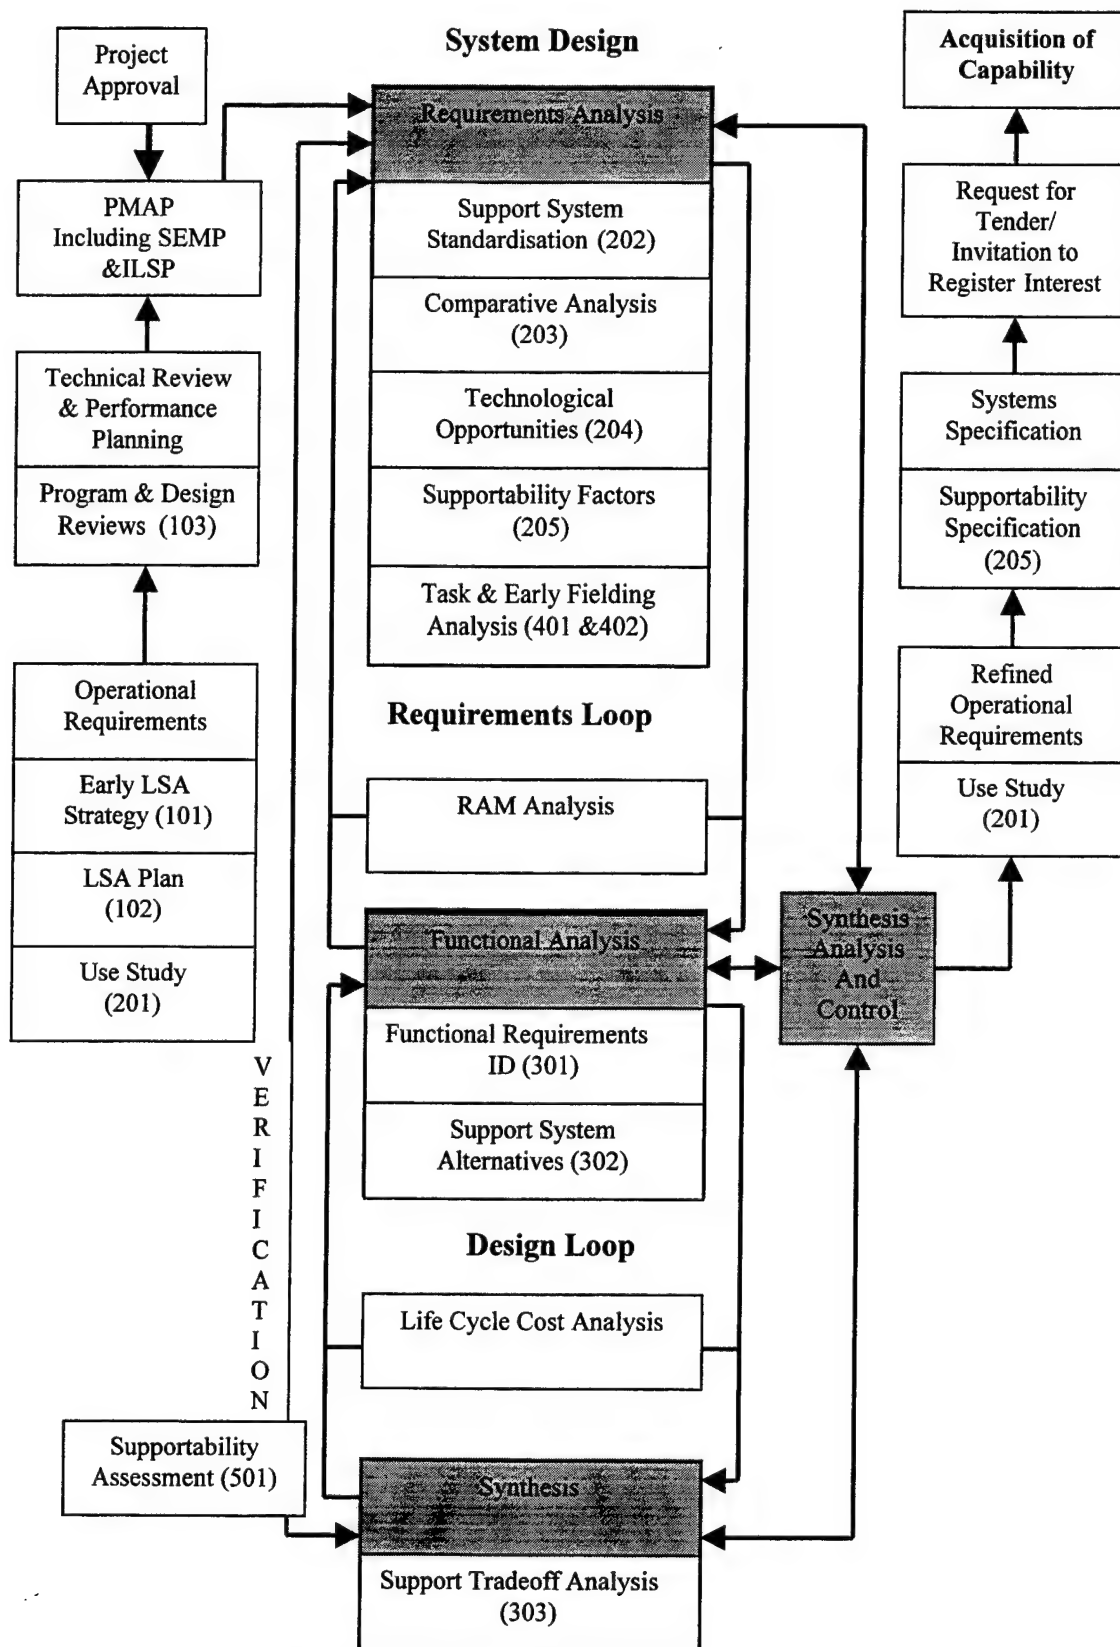 System Design
Project
Approval
PMAP
Including SEMP
&ILSP
Technical Review
& Performance
Planning
Program & Design
Reviews (103)
Operational
Requirements
Early LSA
Strategy (101)
LSA Plan
(102)
Use Study
(201)
VERIFICATION
Supportability
Assessment (501)
Requirements Analysis
Support System
Standardisation (202)
Comparative Analysis
(203)
Technological
Opportunities (204)
Supportability Factors
(205)
Task & Early Fielding
Analysis (401 &402)
Requirements Loop
RAM Analysis
Functional Analysis
Functional Requirements
ID (301)
Support System
Alternatives (302)
Design Loop
Life Cycle Cost Analysis
Synthesis
Support Tradeoff Analysis
(303)
Synthesis
Analysis
And
Control
Acquisition of
Capability
Request for
Tender/
Invitation to
Register Interest
Systems
Specification
Supportability
Specification
(205)
Refined
Operational
Requirements
Use Study
(201)